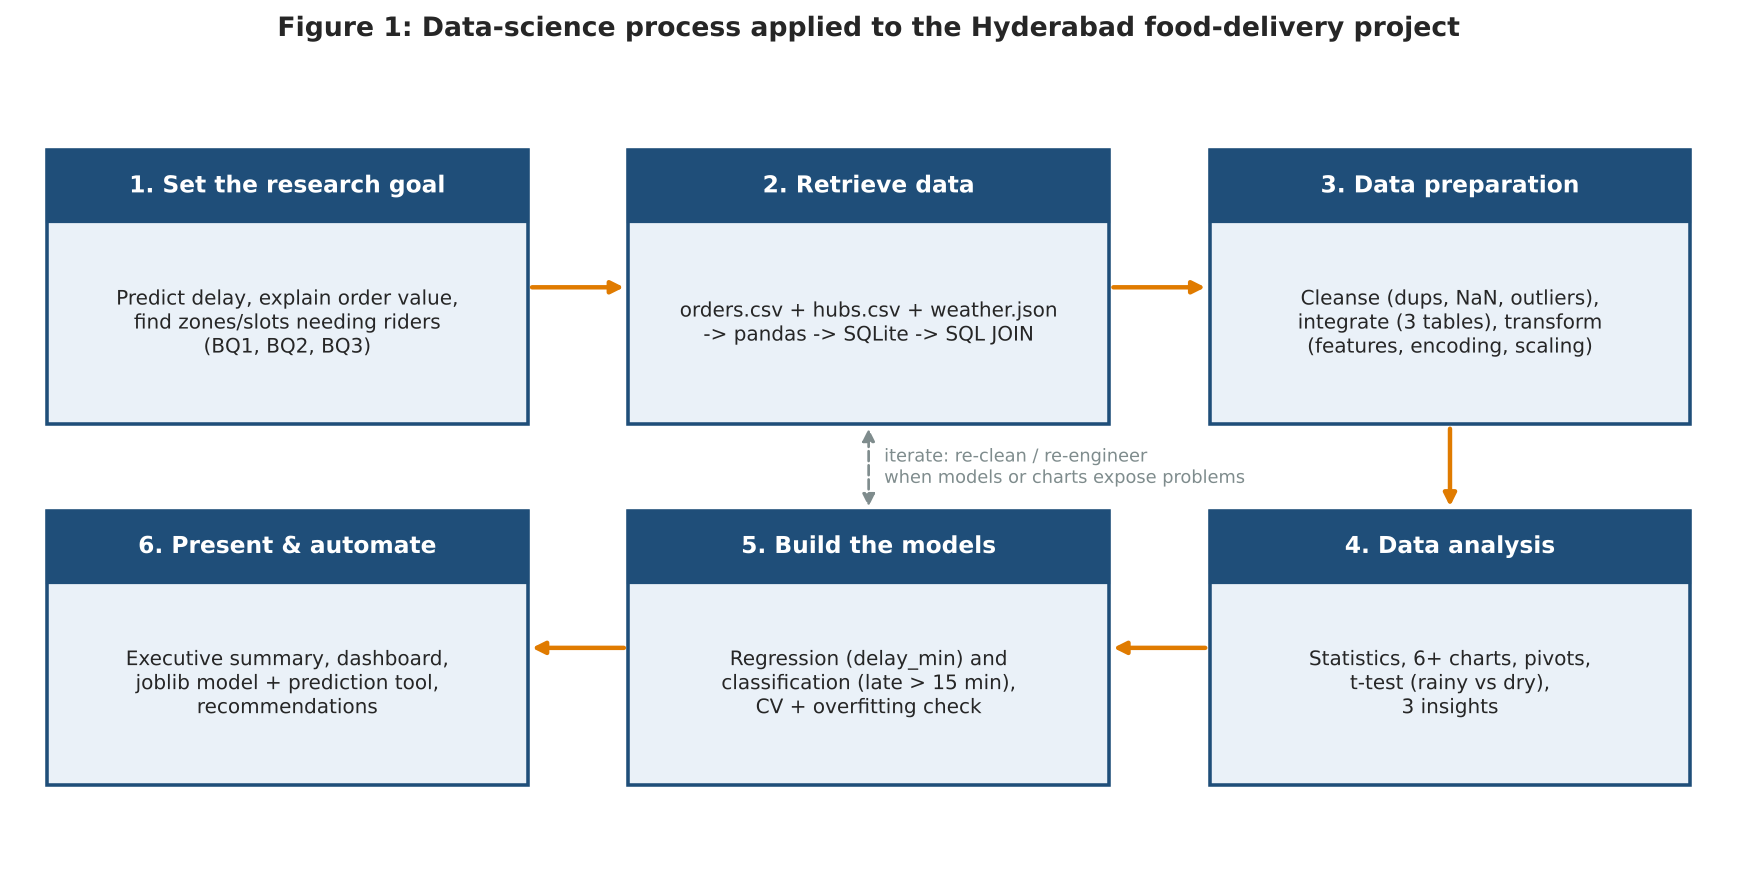 Figure 1: Data-science process applied to the Hyderabad food-delivery project
1. Set the research goal
Predict delay, explain order value,
find zones/slots needing riders
(BQ1, BQ2, BQ3)
2. Retrieve data
orders.csv + hubs.csv + weather.json
-> pandas -> SQLite -> SQL JOIN
3. Data preparation
Cleanse (dups, NaN, outliers),
integrate (3 tables), transform
(features, encoding, scaling)
iterate: re-clean / re-engineer
when models or charts expose problems
4. Data analysis
Statistics, 6+ charts, pivots,
t-test (rainy vs dry),
3 insights
5. Build the models
Regression (delay_min) and
classification (late > 15 min),
CV + overfitting check
6. Present & automate
Executive summary, dashboard,
joblib model + prediction tool,
recommendations